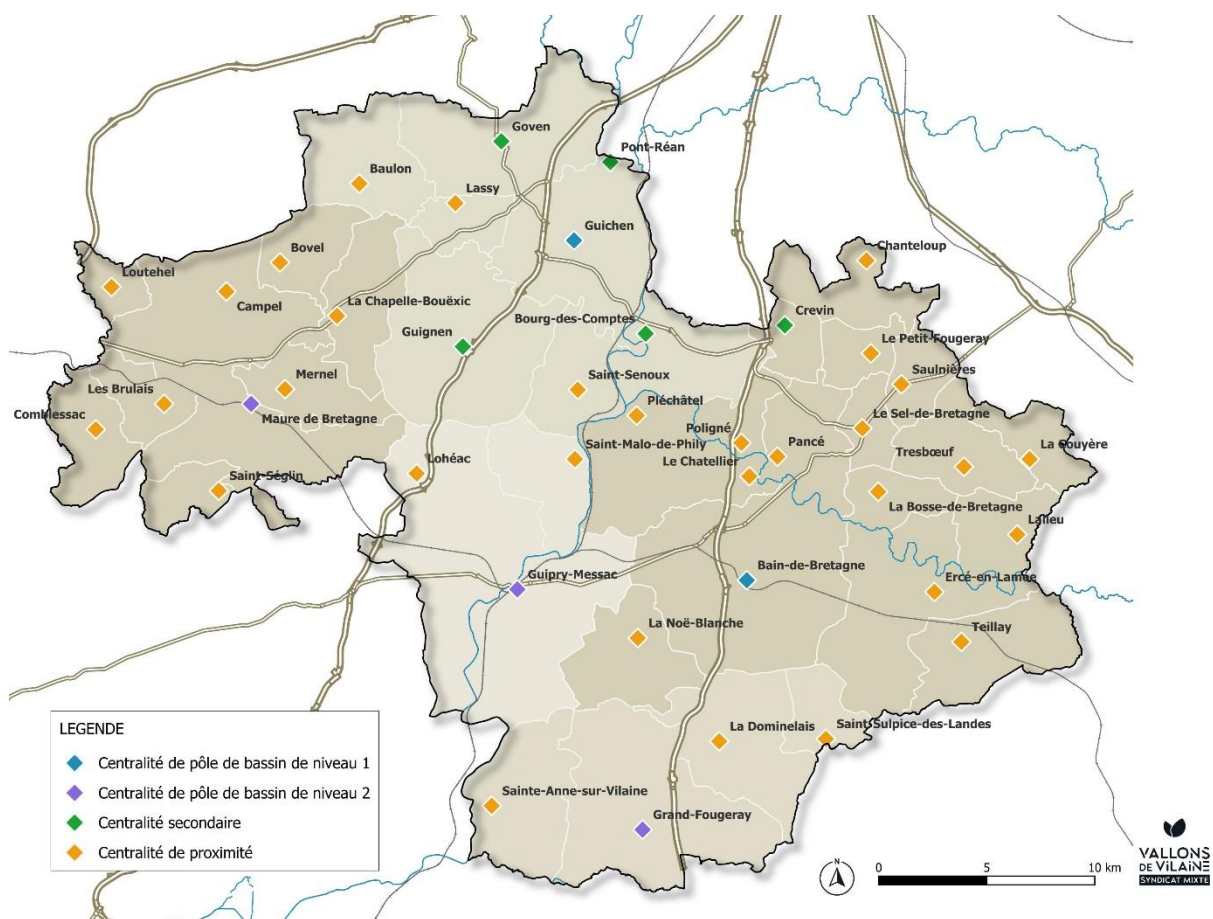 Goven
Pont-Réan
Baulon
Lassy
Guichen
Chanteloup
Bovel
Loutehel
Campel
La Chapelle-Bouëxic
Bourg-des-Comptes
Crevin
Guignen
Le Petit-Fougeray
Saulnières
Mernel
Saint-Senoux
Les Brulais
Maure de Bretagne
Pléchâtel
Comblessac
Le Sel-de-Bretagne
Poligné
Saint-Malo-de-Phily
Pancé
La Couyère
Le Chatellier
Tresbœuf
Lohéac
Saint-Séglin
La Bosse-de-Bretagne
Lalleu
Bain-de-Bretagne
Guipry-Messac
Ercé-en-Lamée
La Noë-Blanche
Teillay
La Dominelais
Saint-Sulpice-des-Landes
Sainte-Anne-sur-Vilaine
Grand-Fougeray
LEGENDE
Centralité de pôle de bassin de niveau 1
Centralité de pôle de bassin de niveau 2
Centralité secondaire
Centralité de proximité
N
0 5 10 km
VALLONS
DE VILAINE
SYNDICAT MIXTE